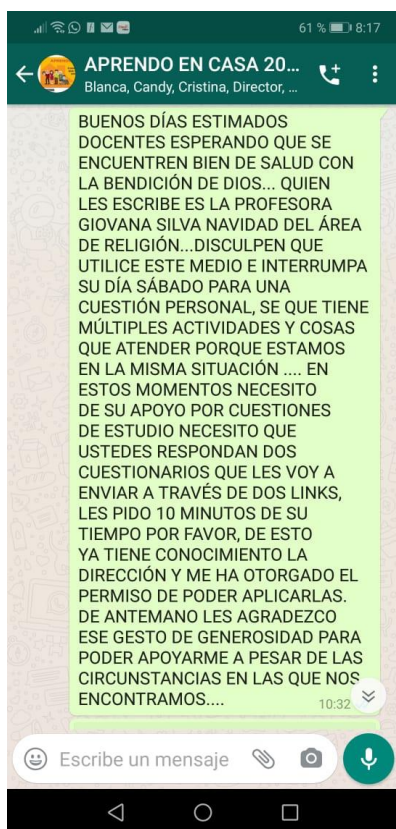 61 % 8:17
APRENDO EN CASA 20...
Blanca, Candy, Cristina, Director, ...
BUENOS DÍAS ESTIMADOS
DOCENTES ESPERANDO QUE SE
ENCUENTREN BIEN DE SALUD CON
LA BENDICIÓN DE DIOS... QUIEN
LES ESCRIBE ES LA PROFESORA
GIOVANA SILVA NAVIDAD DEL ÁREA
DE RELIGIÓN...DISCULPEN QUE
UTILICE ESTE MEDIO E INTERRUMPA
SU DÍA SÁBADO PARA UNA
CUESTIÓN PERSONAL, SE QUE TIENE
MÚLTIPLES ACTIVIDADES Y COSAS
QUE ATENDER PORQUE ESTAMOS
EN LA MISMA SITUACIÓN .... EN
ESTOS MOMENTOS NECESITO
DE SU APOYO POR CUESTIONES
DE ESTUDIO NECESITO QUE
USTEDES RESPONDAN DOS
CUESTIONARIOS QUE LES VOY A
ENVIAR A TRAVÉS DE DOS LINKS,
LES PIDO 10 MINUTOS DE SU
TIEMPO POR FAVOR, DE ESTO
YA TIENE CONOCIMIENTO LA
DIRECCIÓN Y ME HA OTORGADO EL
PERMISO DE PODER APLICARLAS.
DE ANTEMANO LES AGRADEZCO
ESE GESTO DE GENEROSIDAD PARA
PODER APOYARME A PESAR DE LAS
CIRCUNSTANCIAS EN LAS QUE NOS
ENCONTRAMOS....
10:32
Escribe un mensaje